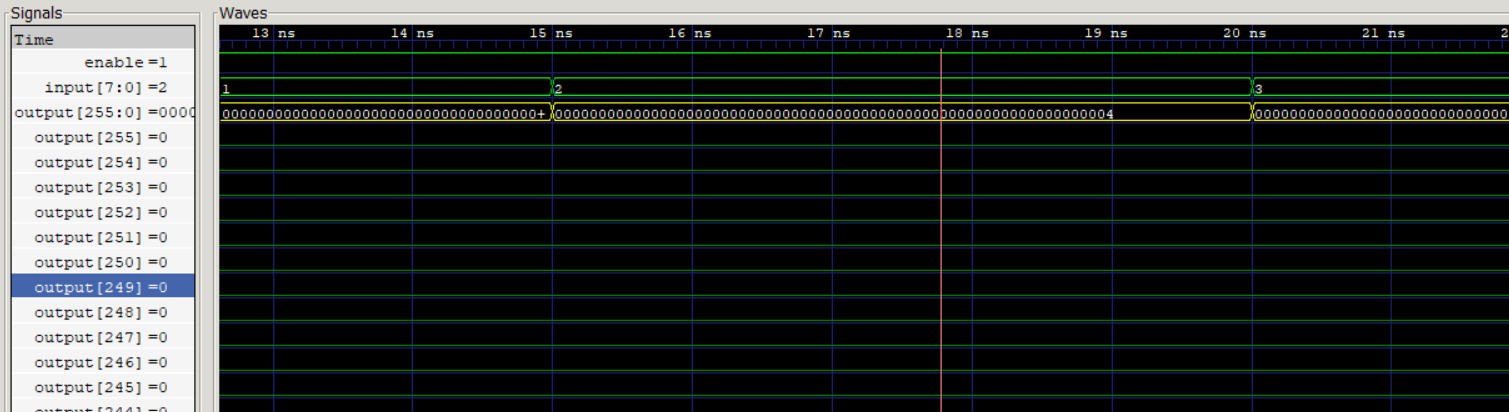 Signals
Waves
Time
13 ns 14 ns 15 ns 16 ns 17 ns 18 ns 19 ns 20 ns 21 ns 2
enable =1
input[7:0] =2
1 2 3
output[255:0] =0000
000000000000000000000000000000000000+ 0000000000000000000000000000000000000000000000000000000000000004 00000000000000000000000000000
output[255] =0
output[254] =0
output[253] =0
output[252] =0
output[251] =0
output[250] =0
output[249] =0
output[248] =0
output[247] =0
output[246] =0
output[245] =0